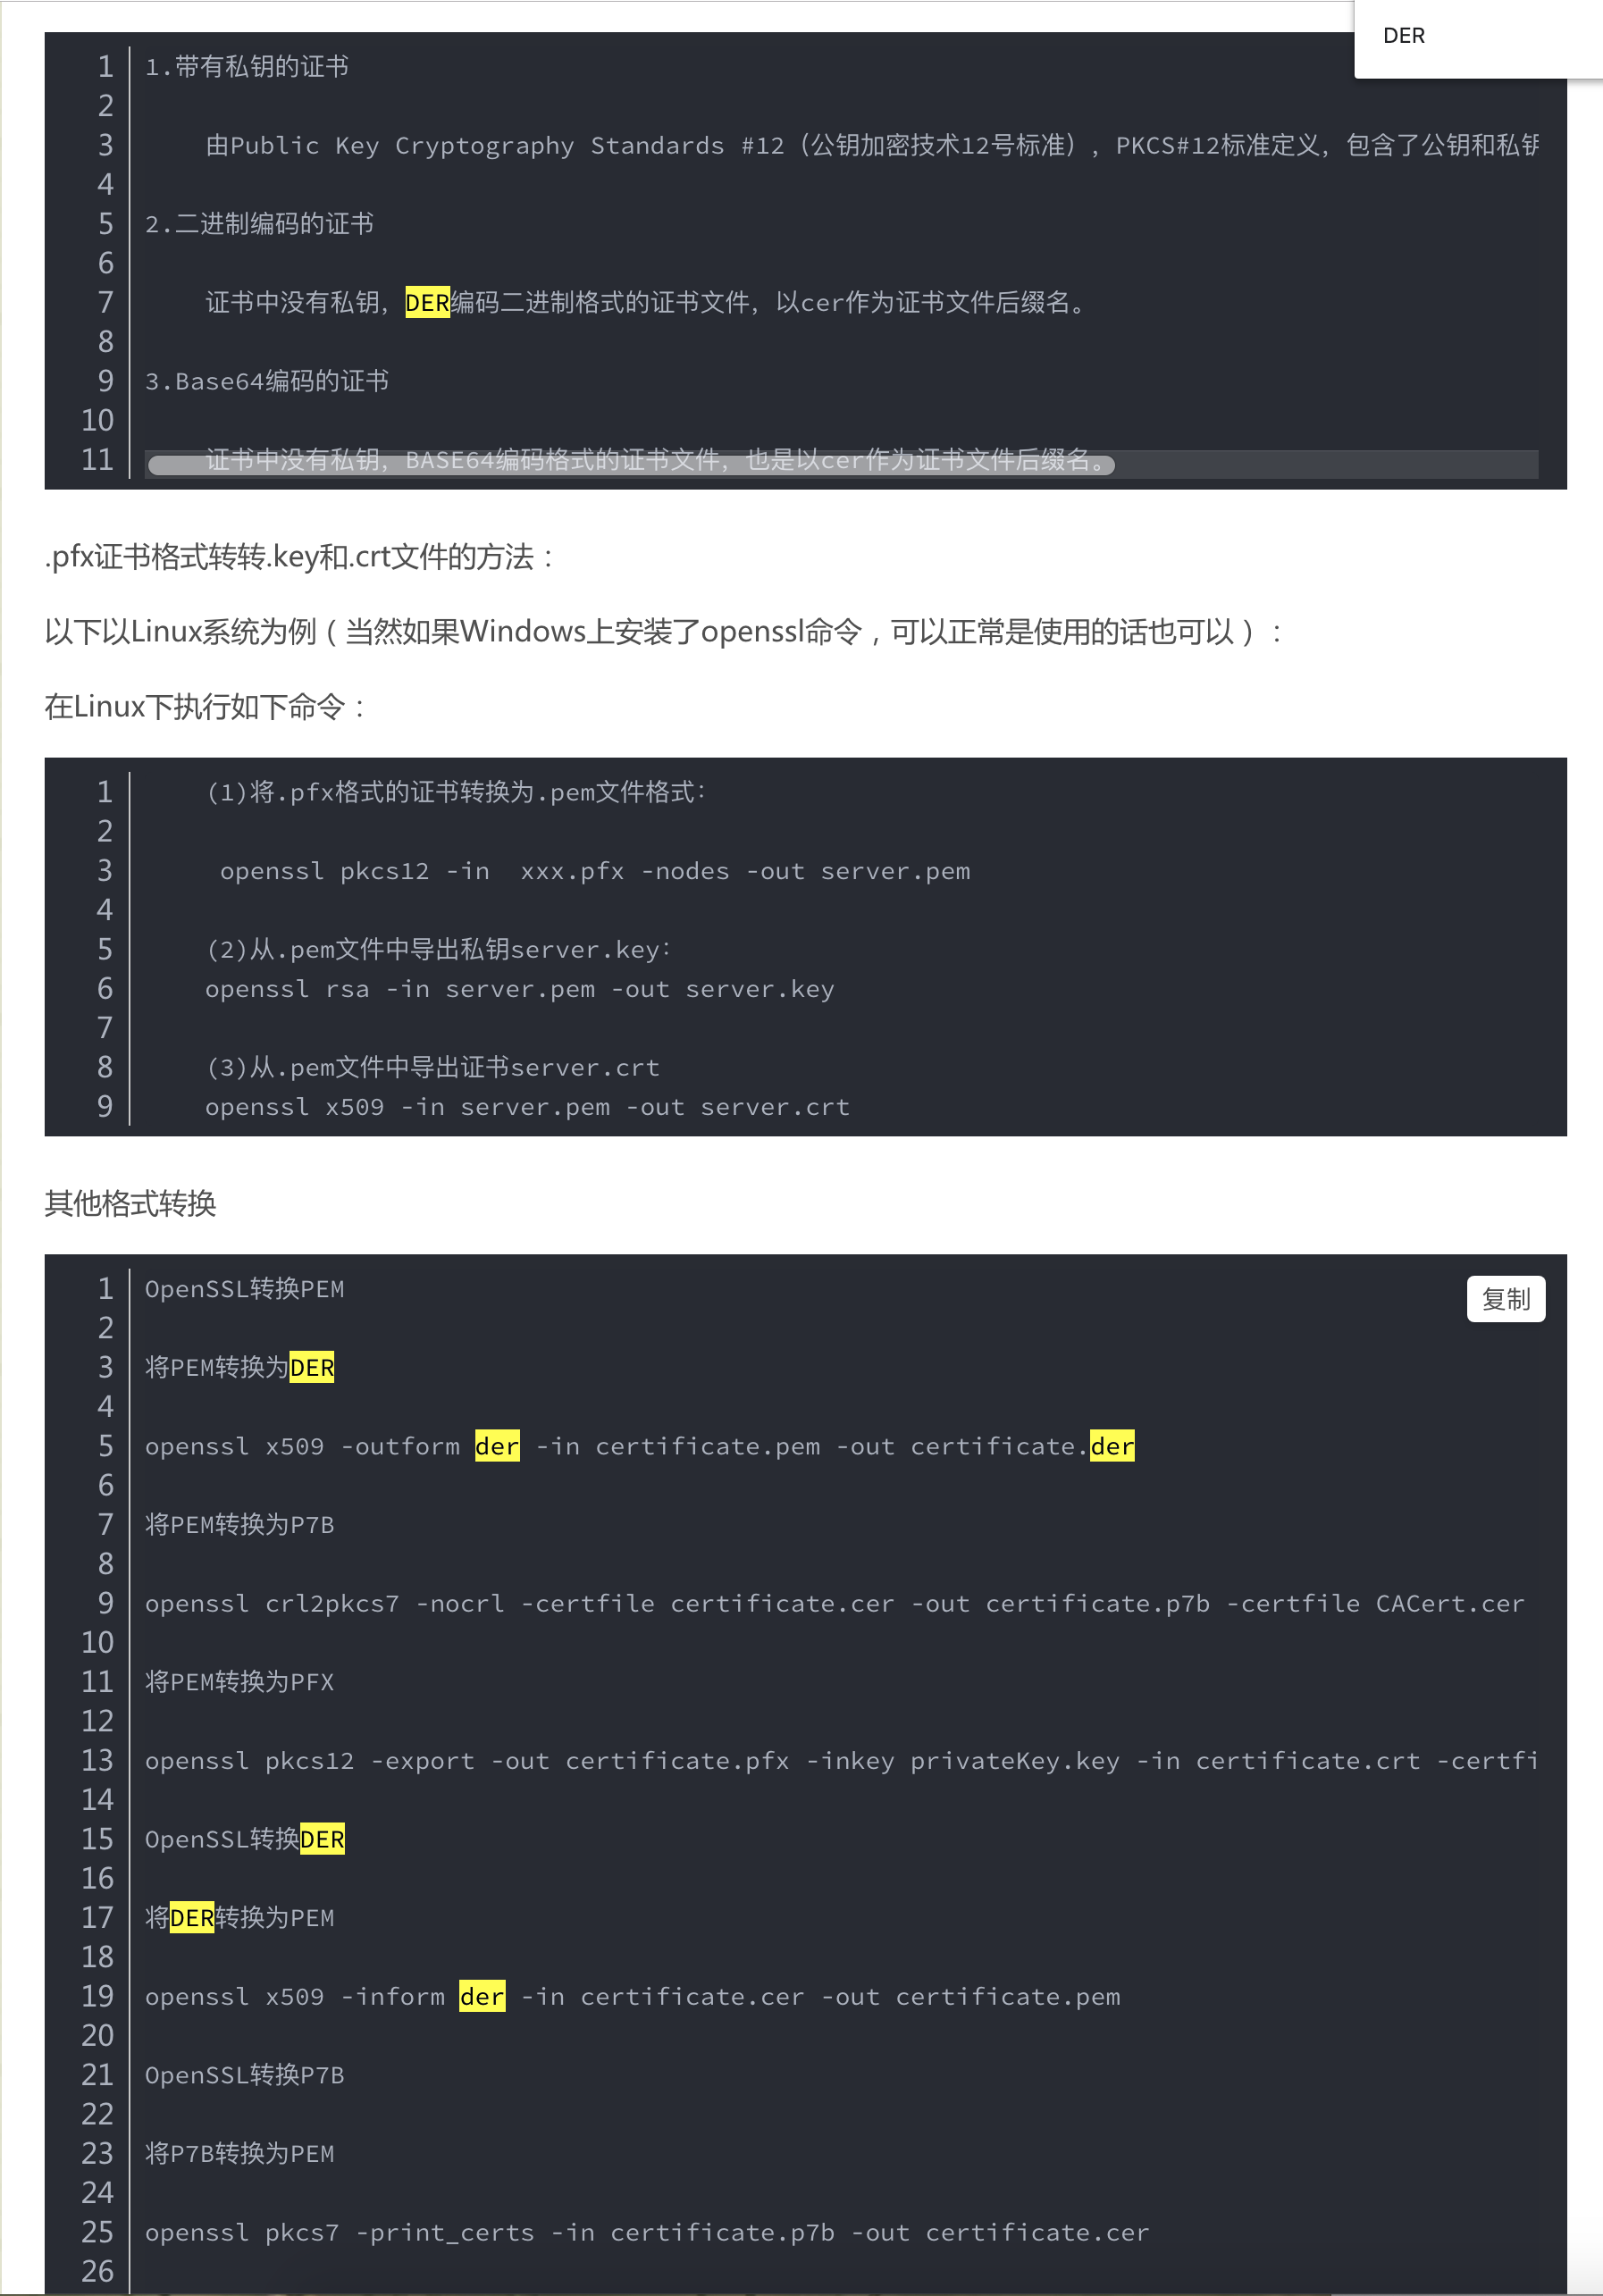 DER
1 1.带有私钥的证书
2
3 由Public Key Cryptography Standards #12（公钥加密技术12号标准），PKCS#12标准定义，包含了公钥和私钥
4
5 2.二进制编码的证书
6
7 证书中没有私钥，DER编码二进制格式的证书文件，以cer作为证书文件后缀名。
8
9 3.Base64编码的证书
10
11 证书中没有私钥，BASE64编码格式的证书文件，也是以cer作为证书文件后缀名。
.pfx证书格式转转.key和.crt文件的方法：
以下以Linux系统为例（当然如果Windows上安装了openssl命令，可以正常是使用的话也可以）：
在Linux下执行如下命令：
1 (1)将.pfx格式的证书转换为.pem文件格式：
2
3 openssl pkcs12 -in  xxx.pfx -nodes -out server.pem
4
5 (2)从.pem文件中导出私钥server.key：
6 openssl rsa -in server.pem -out server.key
7
8 (3)从.pem文件中导出证书server.crt
9 openssl x509 -in server.pem -out server.crt
其他格式转换
复制
1 OpenSSL转换PEM
2
3 将PEM转换为DER
4
5 openssl x509 -outform der -in certificate.pem -out certificate.der
6
7 将PEM转换为P7B
8
9 openssl crl2pkcs7 -nocrl -certfile certificate.cer -out certificate.p7b -certfile CACert.cer
10
11 将PEM转换为PFX
12
13 openssl pkcs12 -export -out certificate.pfx -inkey privateKey.key -in certificate.crt -certfi
14
15 OpenSSL转换DER
16
17 将DER转换为PEM
18
19 openssl x509 -inform der -in certificate.cer -out certificate.pem
20
21 OpenSSL转换P7B
22
23 将P7B转换为PEM
24
25 openssl pkcs7 -print_certs -in certificate.p7b -out certificate.cer
26